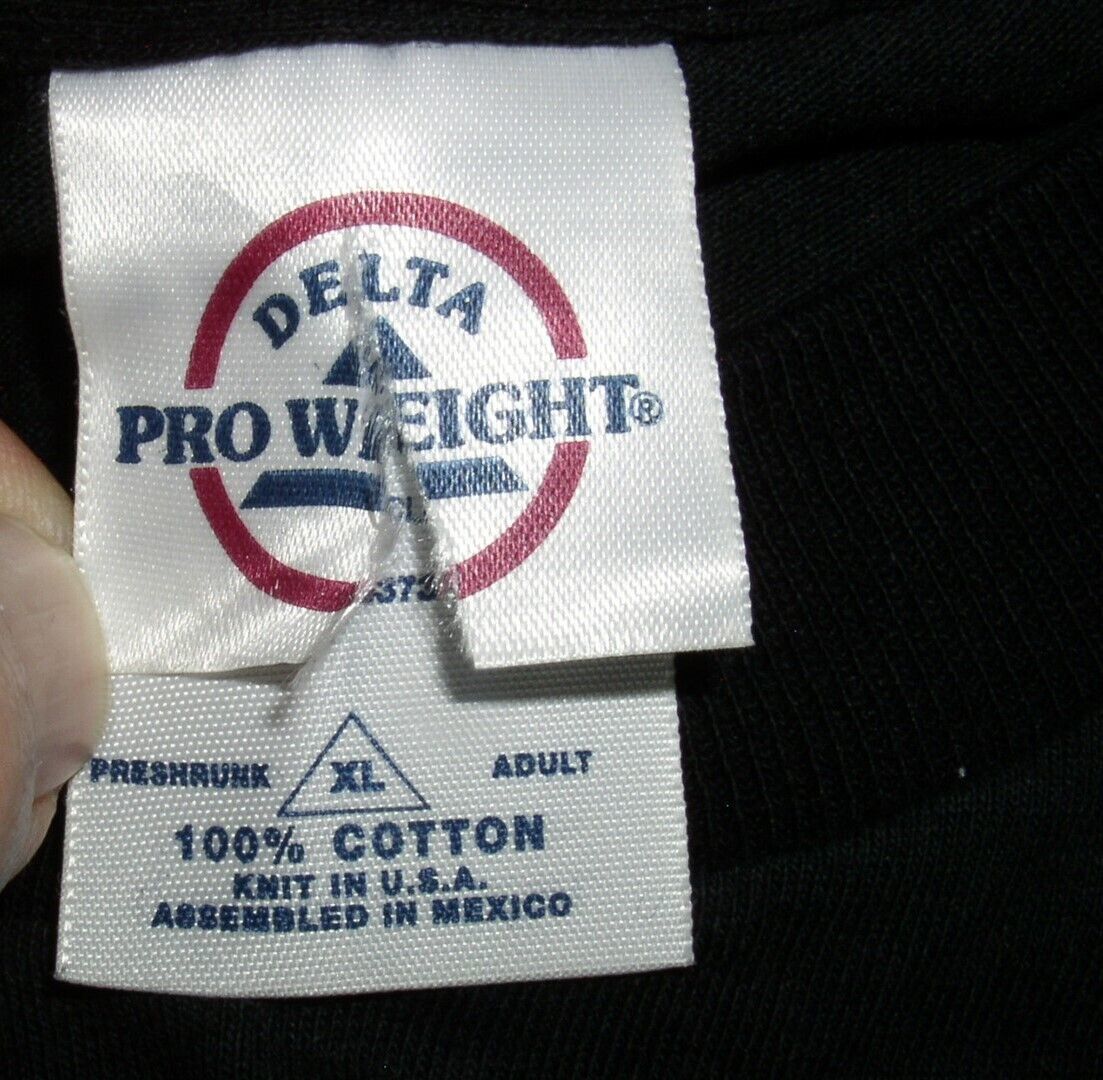 DELTA
PRO WEIGHT®
PRESHRUNK XL ADULT
100% COTTON
KNIT IN U.S.A.
ASSEMBLED IN MEXICO